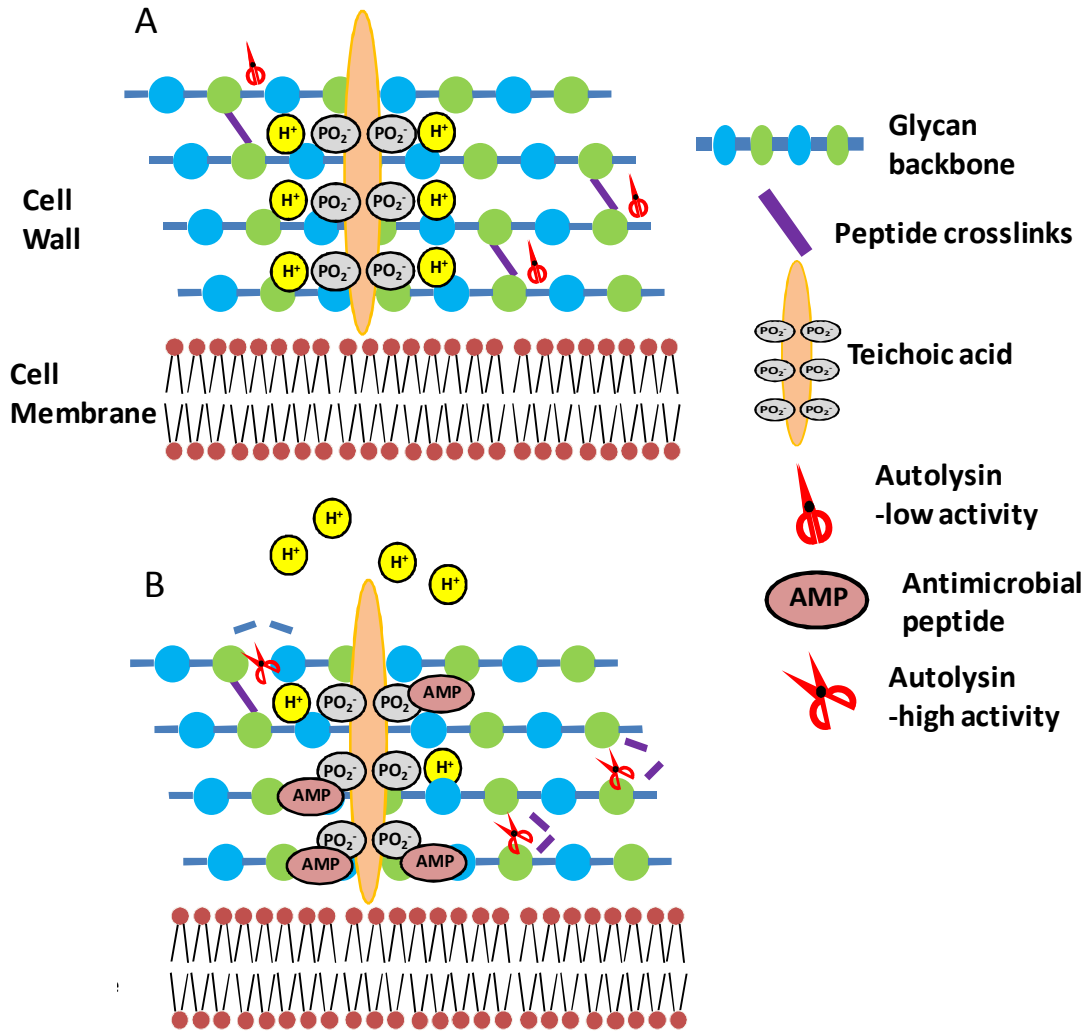 A
H⁺ PO₂⁻ PO₂⁻ H⁺
H⁺ PO₂⁻ PO₂⁻ H⁺
H⁺ PO₂⁻ PO₂⁻ H⁺
Cell
Wall
Cell
Membrane
Glycan
backbone
Peptide crosslinks
PO₂⁻ PO₂⁻
PO₂⁻ PO₂⁻
PO₂⁻ PO₂⁻
Teichoic acid
Autolysin
-low activity
AMP
Antimicrobial
peptide
Autolysin
-high activity
H⁺
H⁺
H⁺
H⁺
B
H⁺ PO₂⁻ PO₂ AMP
PO₂⁻ PO₂⁻ H⁺
AMP
PO₂⁻ PO₂⁻
AMP AMP